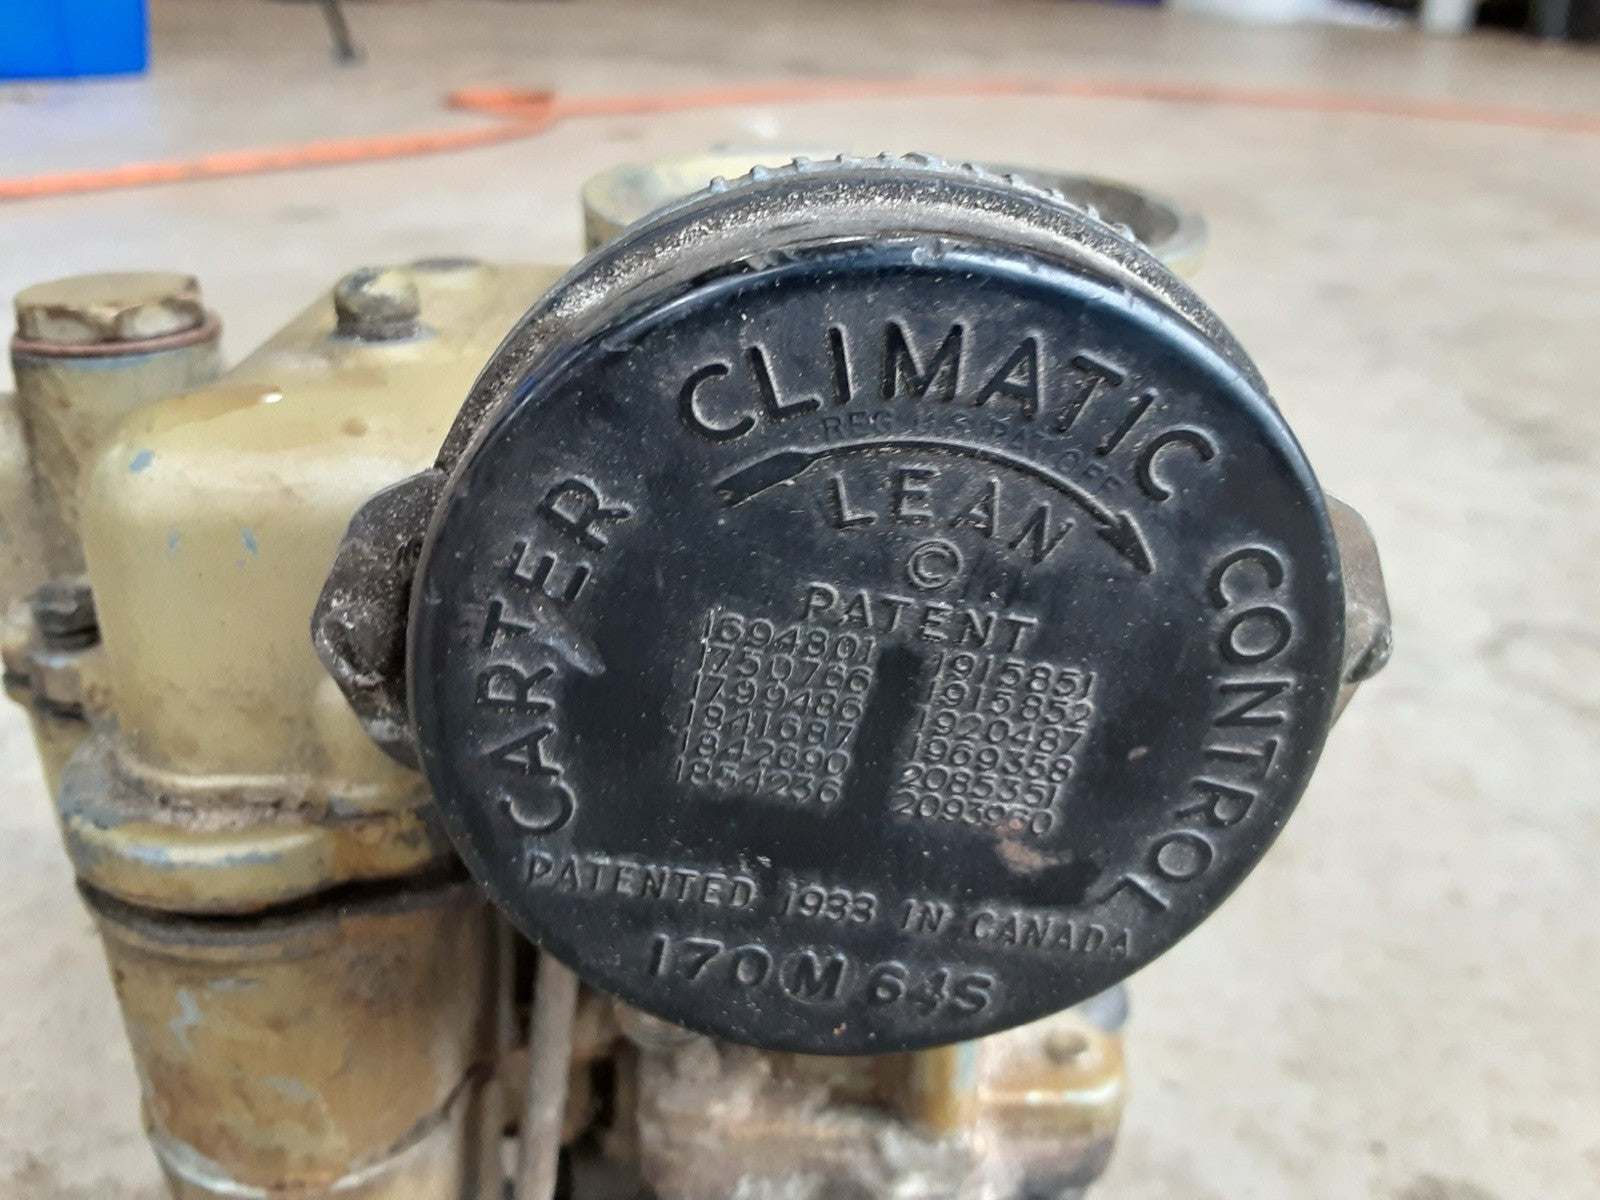 CARTER CLIMATIC CONTROL
REG. U.S. PAT. OFF
LEAN
©
PATENT
1694801 1915851
1750766 1915852
1799486 1920487
1841687 1969358
1842690 2085351
1854236 2093960
PATENTED 1933 IN CANADA
170M 64S